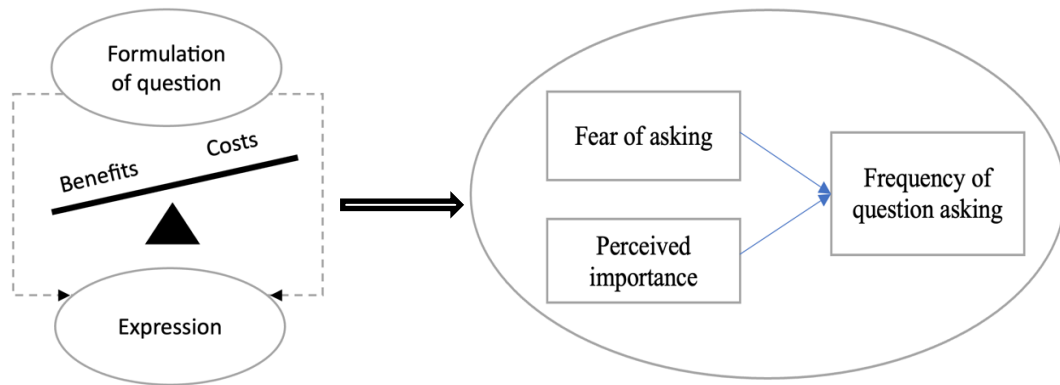 Formulation
of question
Benefits
Costs
Expression
Fear of asking
Perceived
importance
Frequency of
question asking